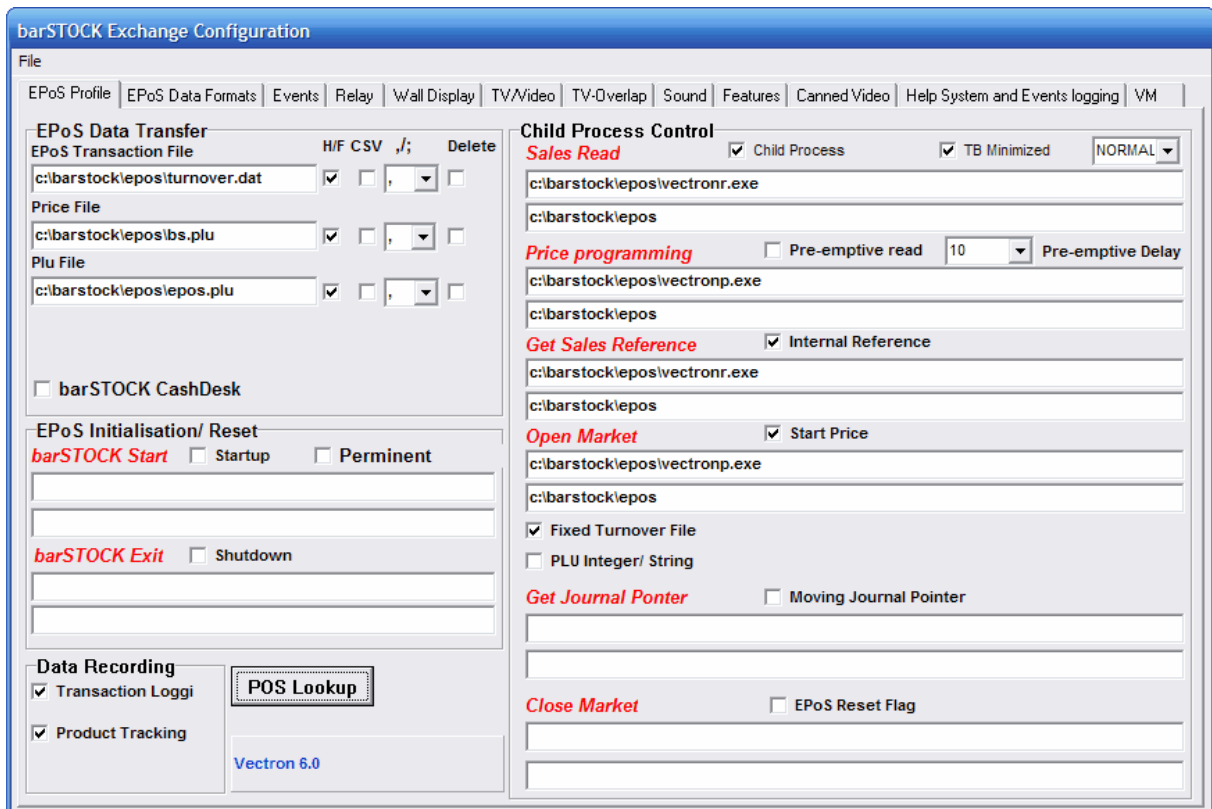 barSTOCK Exchange Configuration
File
EPoS Profile EPoS Data Formats Events Relay Wall Display TV/Video TV-Overlap Sound Features Canned Video Help System and Events logging VM
EPoS Data Transfer
EPoS Transaction File H/F CSV ,/; Delete
c:\barstock\epos\turnover.dat ,
Price File
c:\barstock\epos\bs.plu ,
Plu File
c:\barstock\epos\epos.plu ,
barSTOCK CashDesk
EPoS Initialisation/ Reset
barSTOCK Start Startup Perminent
barSTOCK Exit Shutdown
Data Recording
Transaction Loggi
Product Tracking
POS Lookup
Vectron 6.0
Child Process Control
Sales Read Child Process TB Minimized NORMAL
c:\barstock\epos\vectronr.exe
c:\barstock\epos
Price programming Pre-emptive read 10 Pre-emptive Delay
c:\barstock\epos\vectronp.exe
c:\barstock\epos
Get Sales Reference Internal Reference
c:\barstock\epos\vectronr.exe
c:\barstock\epos
Open Market Start Price
c:\barstock\epos\vectronp.exe
c:\barstock\epos
Fixed Turnover File
PLU Integer/ String
Get Journal Ponter Moving Journal Pointer
Close Market EPoS Reset Flag